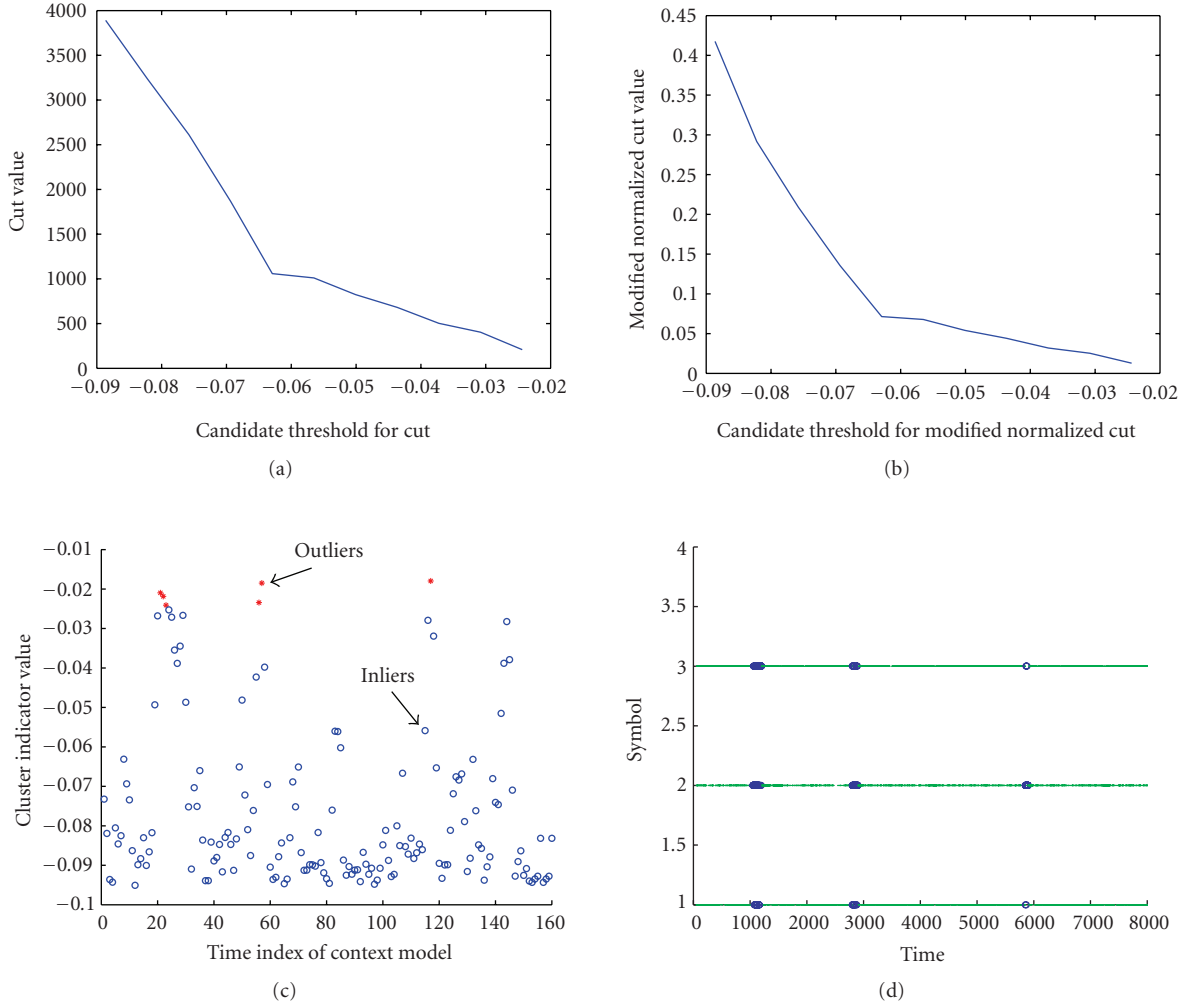 4000
3500
3000
2500
2000
1500
1000
500
0
Cut value
−0.09 −0.08 −0.07 −0.06 −0.05 −0.04 −0.03 −0.02
Candidate threshold for cut
(a)
0.45
0.4
0.35
0.3
0.25
0.2
0.15
0.1
0.05
0
Modified normalized cut value
−0.09 −0.08 −0.07 −0.06 −0.05 −0.04 −0.03 −0.02
Candidate threshold for modified normalized cut
(b)
−0.01
−0.02
−0.03
−0.04
−0.05
−0.06
−0.07
−0.08
−0.09
−0.1
Cluster indicator value
Outliers
Inliers
0 20 40 60 80 100 120 140 160
Time index of context model
(c)
4
3.5
3
2.5
2
1.5
1
Symbol
0 1000 2000 3000 4000 5000 6000 7000 8000
Time
(d)